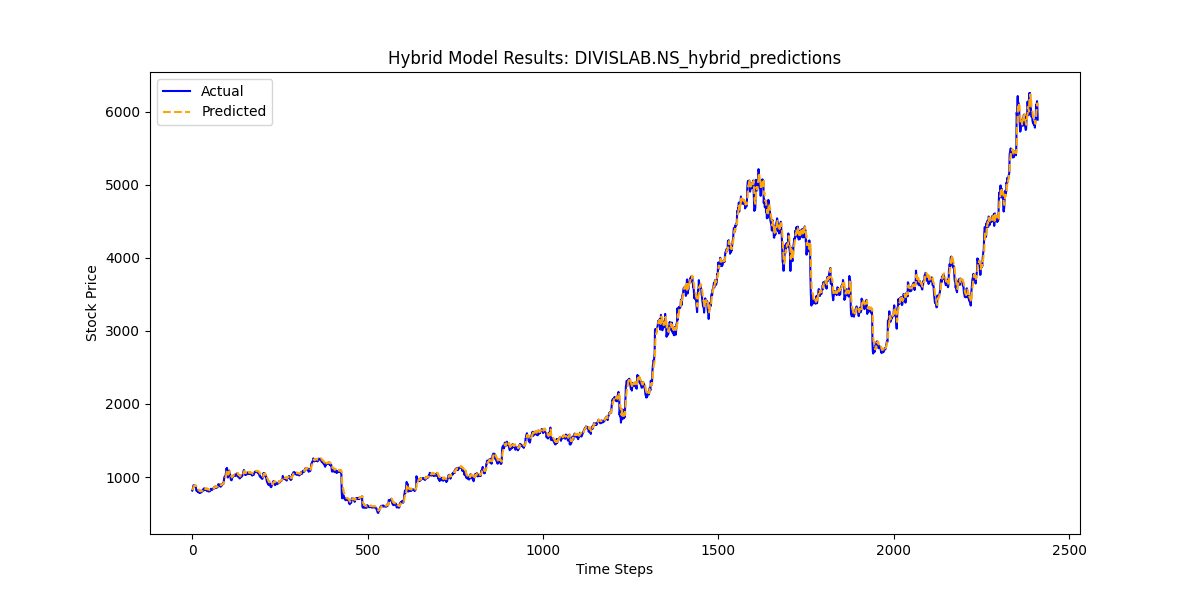 Hybrid Model Results: DIVISLAB.NS_hybrid_predictions
Actual
Predicted
6000
5000
4000
3000
2000
1000
Stock Price
0 500 1000 1500 2000 2500
Time Steps